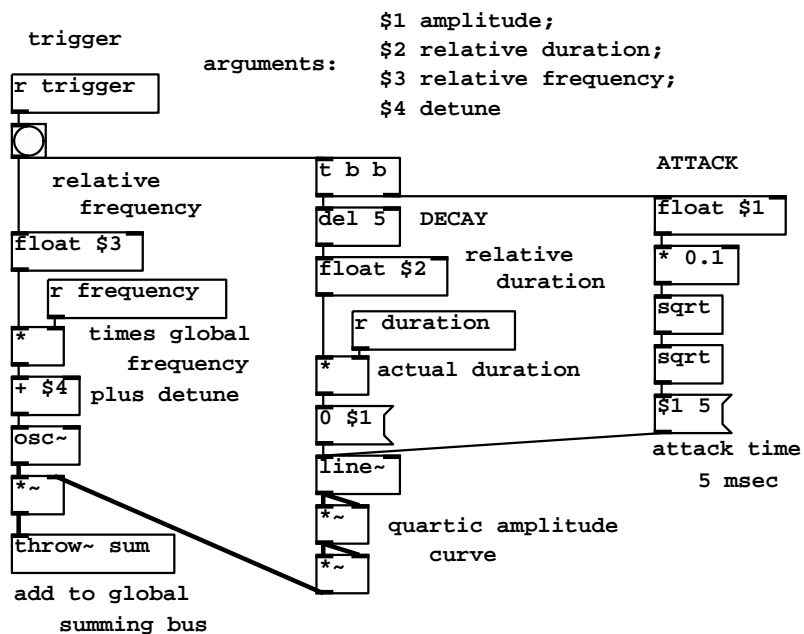 trigger
arguments:
$1 amplitude;
$2 relative duration;
$3 relative frequency;
$4 detune
r trigger
relative
frequency
float $3
r frequency
*
times global
frequency
+ $4
plus detune
osc~
*~
throw~ sum
add to global
summing bus
t b b
del 5
DECAY
float $2
relative
duration
r duration
*
actual duration
0 $1
line~
*~
quartic amplitude
curve
*~
ATTACK
float $1
* 0.1
sqrt
sqrt
$1 5
attack time
5 msec